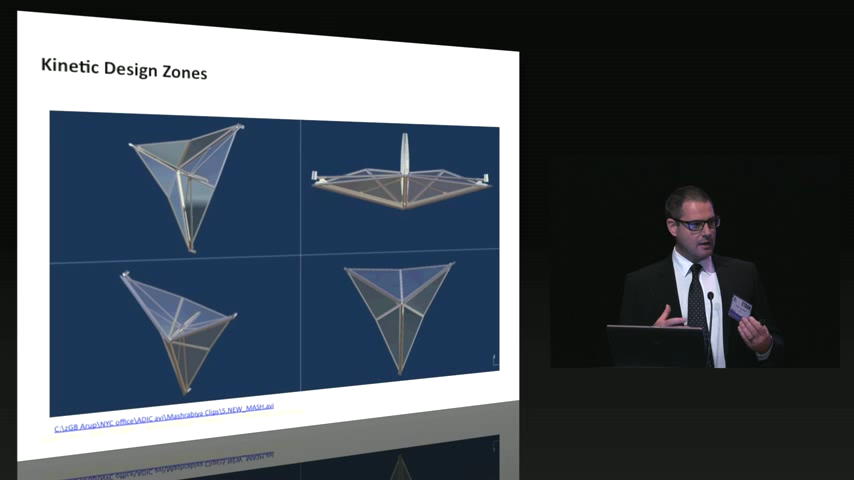 Kinetic Design Zones
C:\zGB Arup\NYC office\ADIC avi\Mashrabiya Clips\5.NEW_MASH.avi